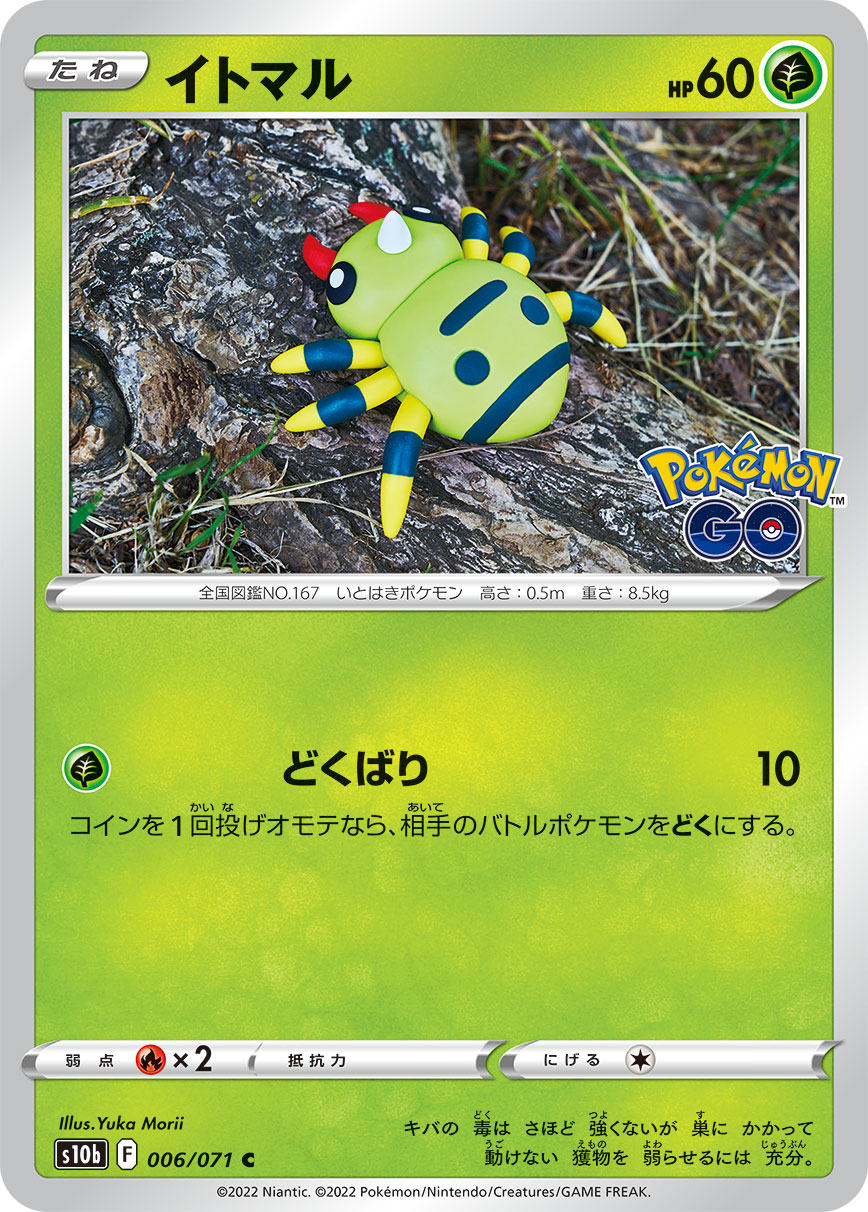 たね イトマル HP60
Pokémon TM
GO
全国図鑑NO.167 いとはきポケモン 高さ:0.5m 重さ:8.5kg
どくばり 10
コインを1回投げオモテなら、相手のバトルポケモンをどくにする。
弱点 ×2 抵抗力 にげる
Illus.Yuka Morii
キバの 毒は さほど 強くないが 巣に かかって
動けない 獲物を 弱らせるには 充分。
s10b F 006/071 C
©2022 Niantic. ©2022 Pokémon/Nintendo/Creatures/GAME FREAK.